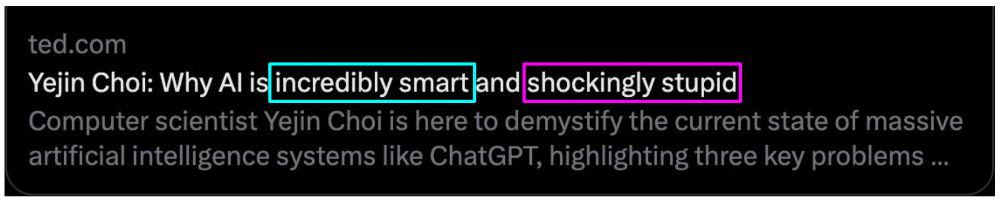 ted.com
Yejin Choi: Why AI is incredibly smart and shockingly stupid
Computer scientist Yejin Choi is here to demystify the current state of massive
artificial intelligence systems like ChatGPT, highlighting three key problems ...